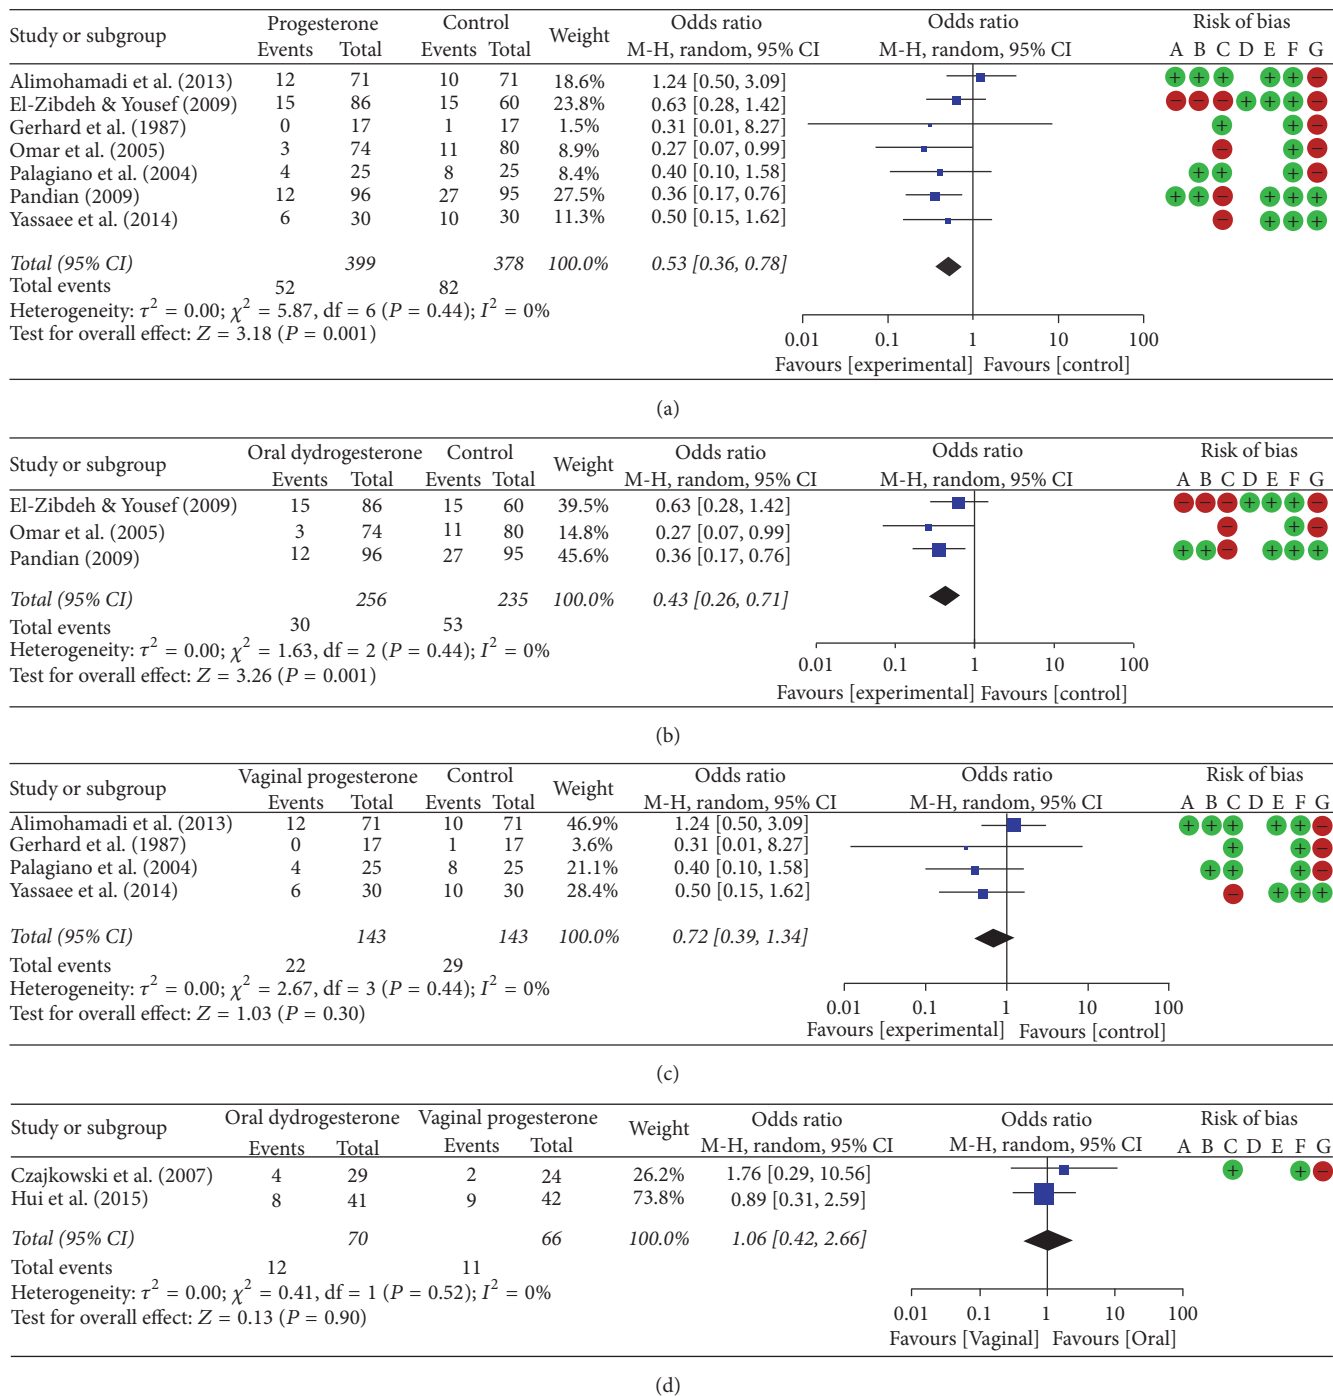 Study or subgroup Progesterone Control Weight Odds ratio Odds ratio Risk of bias
Events Total Events Total M-H, random, 95% CI M-H, random, 95% CI A B C D E F G
Alimohamadi et al. (2013) 12 71 10 71 18.6% 1.24 [0.50, 3.09] + + + + + −
El-Zibdeh & Yousef (2009) 15 86 15 60 23.8% 0.63 [0.28, 1.42] − − − + + + −
Gerhard et al. (1987) 0 17 1 17 1.5% 0.31 [0.01, 8.27] + + −
Omar et al. (2005) 3 74 11 80 8.9% 0.27 [0.07, 0.99] − + −
Palagiano et al. (2004) 4 25 8 25 8.4% 0.40 [0.10, 1.58] + + + −
Pandian (2009) 12 96 27 95 27.5% 0.36 [0.17, 0.76] + + − + + +
Yassaee et al. (2014) 6 30 10 30 11.3% 0.50 [0.15, 1.62] − + + +
Total (95% CI) 399 378 100.0% 0.53 [0.36, 0.78]
Total events 52 82
Heterogeneity: τ² = 0.00; χ² = 5.87, df = 6 (P = 0.44); I² = 0%
Test for overall effect: Z = 3.18 (P = 0.001)
0.01 0.1 1 10 100
Favours [experimental] Favours [control]
(a)
Study or subgroup Oral dydrogesterone Control Weight Odds ratio Odds ratio Risk of bias
Events Total Events Total M-H, random, 95% CI M-H, random, 95% CI A B C D E F G
El-Zibdeh & Yousef (2009) 15 86 15 60 39.5% 0.63 [0.28, 1.42] − − − + + + −
Omar et al. (2005) 3 74 11 80 14.8% 0.27 [0.07, 0.99] − + −
Pandian (2009) 12 96 27 95 45.6% 0.36 [0.17, 0.76] + + − + + +
Total (95% CI) 256 235 100.0% 0.43 [0.26, 0.71]
Total events 30 53
Heterogeneity: τ² = 0.00; χ² = 1.63, df = 2 (P = 0.44); I² = 0%
Test for overall effect: Z = 3.26 (P = 0.001)
0.01 0.1 1 10 100
Favours [experimental] Favours [control]
(b)
Study or subgroup Vaginal progesterone Control Weight Odds ratio Odds ratio Risk of bias
Events Total Events Total M-H, random, 95% CI M-H, random, 95% CI A B C D E F G
Alimohamadi et al. (2013) 12 71 10 71 46.9% 1.24 [0.50, 3.09] + + + + + −
Gerhard et al. (1987) 0 17 1 17 3.6% 0.31 [0.01, 8.27] + + −
Palagiano et al. (2004) 4 25 8 25 21.1% 0.40 [0.10, 1.58] + + + −
Yassaee et al. (2014) 6 30 10 30 28.4% 0.50 [0.15, 1.62] − + + +
Total (95% CI) 143 143 100.0% 0.72 [0.39, 1.34]
Total events 22 29
Heterogeneity: τ² = 0.00; χ² = 2.67, df = 3 (P = 0.44); I² = 0%
Test for overall effect: Z = 1.03 (P = 0.30)
0.01 0.1 1 10 100
Favours [experimental] Favours [control]
(c)
Study or subgroup Oral dydrogesterone Vaginal progesterone Weight Odds ratio Odds ratio Risk of bias
Events Total Events Total M-H, random, 95% CI M-H, random, 95% CI A B C D E F G
Czajkowski et al. (2007) 4 29 2 24 26.2% 1.76 [0.29, 10.56] + + −
Hui et al. (2015) 8 41 9 42 73.8% 0.89 [0.31, 2.59]
Total (95% CI) 70 66 100.0% 1.06 [0.42, 2.66]
Total events 12 11
Heterogeneity: τ² = 0.00; χ² = 0.41, df = 1 (P = 0.52); I² = 0%
Test for overall effect: Z = 0.13 (P = 0.90)
0.01 0.1 1 10 100
Favours [Vaginal] Favours [Oral]
(d)